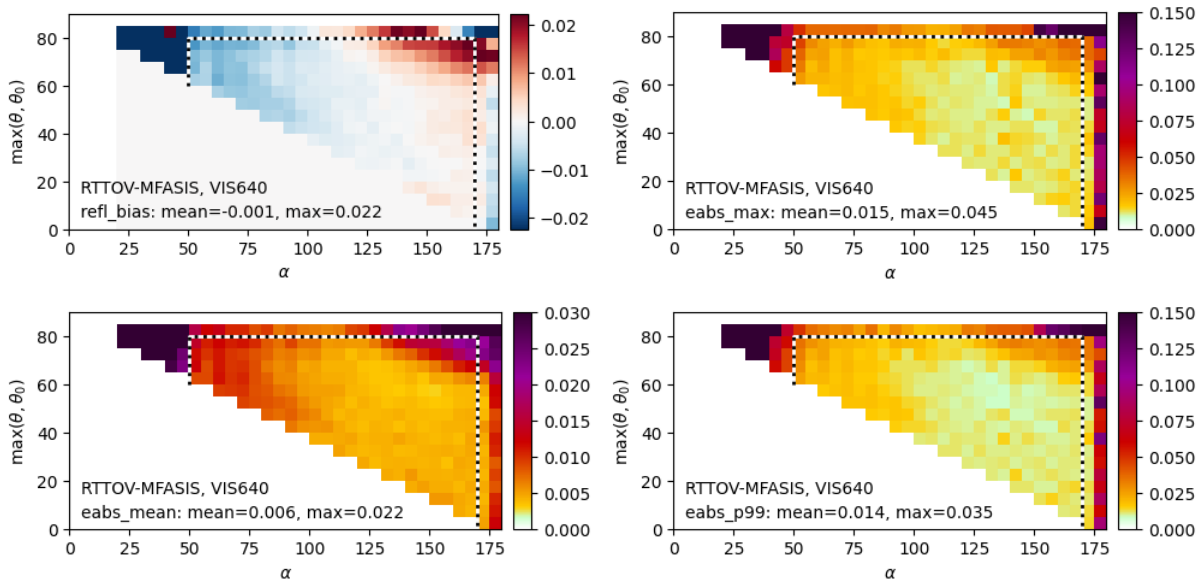 max(θ, θ₀)
80
60
40
20
0
RTTOV-MFASIS, VIS640
refl_bias: mean=-0.001, max=0.022
0 25 50 75 100 125 150 175
α
0.02
0.01
0.00
−0.01
−0.02
max(θ, θ₀)
80
60
40
20
0
RTTOV-MFASIS, VIS640
eabs_max: mean=0.015, max=0.045
0 25 50 75 100 125 150 175
α
0.150
0.125
0.100
0.075
0.050
0.025
0.000
max(θ, θ₀)
80
60
40
20
0
RTTOV-MFASIS, VIS640
eabs_mean: mean=0.006, max=0.022
0 25 50 75 100 125 150 175
α
0.030
0.025
0.020
0.015
0.010
0.005
0.000
max(θ, θ₀)
80
60
40
20
0
RTTOV-MFASIS, VIS640
eabs_p99: mean=0.014, max=0.035
0 25 50 75 100 125 150 175
α
0.150
0.125
0.100
0.075
0.050
0.025
0.000